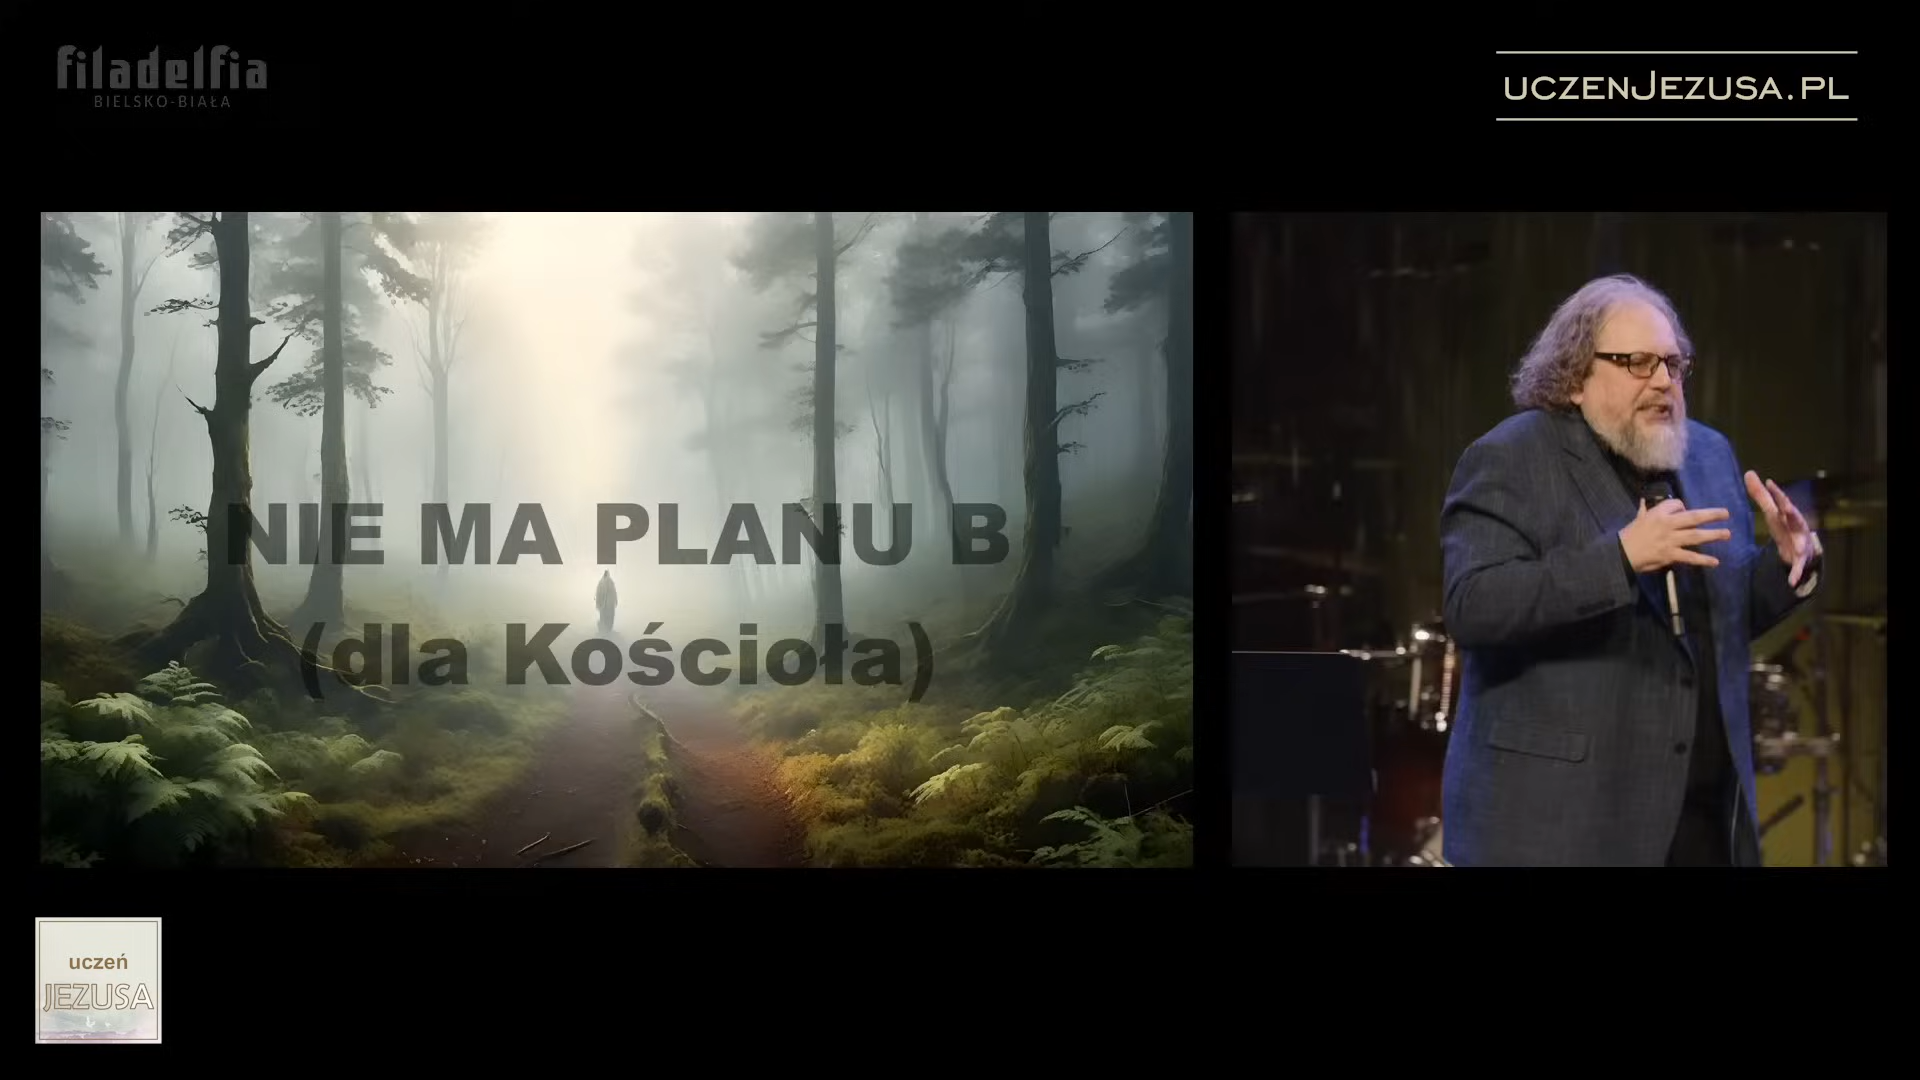 filadelfia
BIELSKO-BIAŁA
UCZENJEZUSA.PL
NIE MA PLANU B
(dla Kościoła)
uczeń
JEZUSA